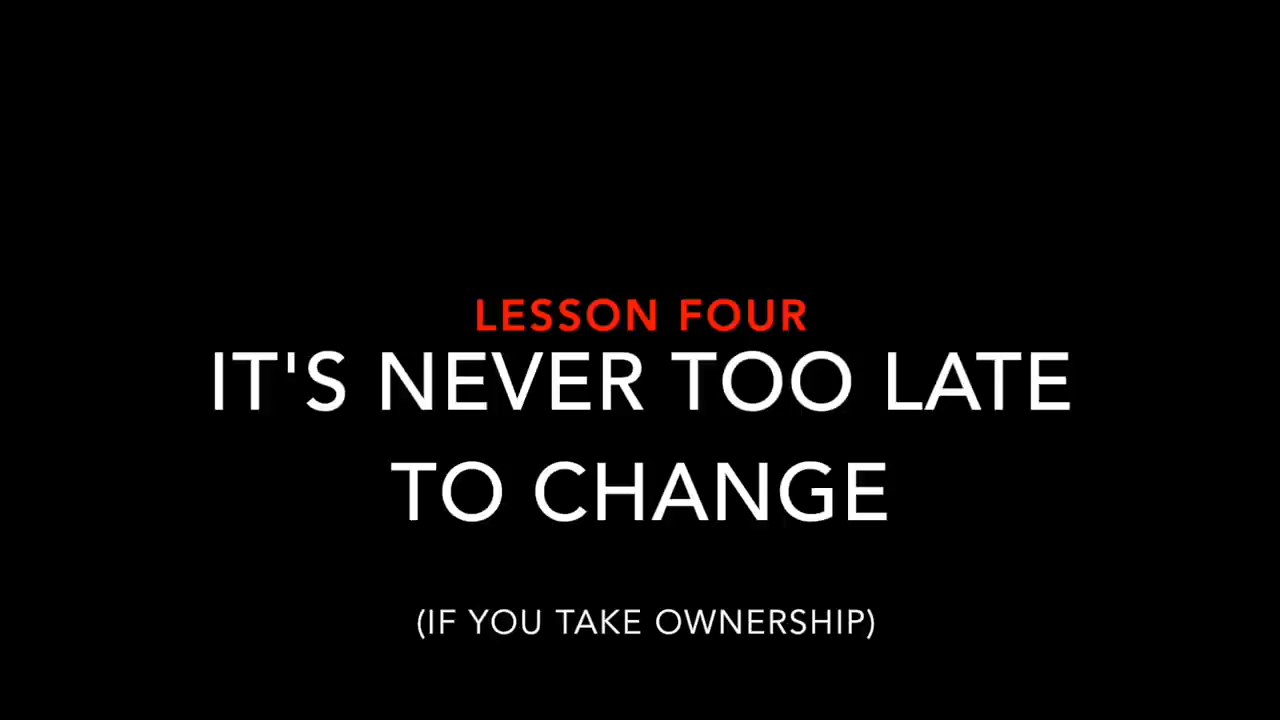 LESSON FOUR
IT'S NEVER TOO LATE
TO CHANGE
(IF YOU TAKE OWNERSHIP)